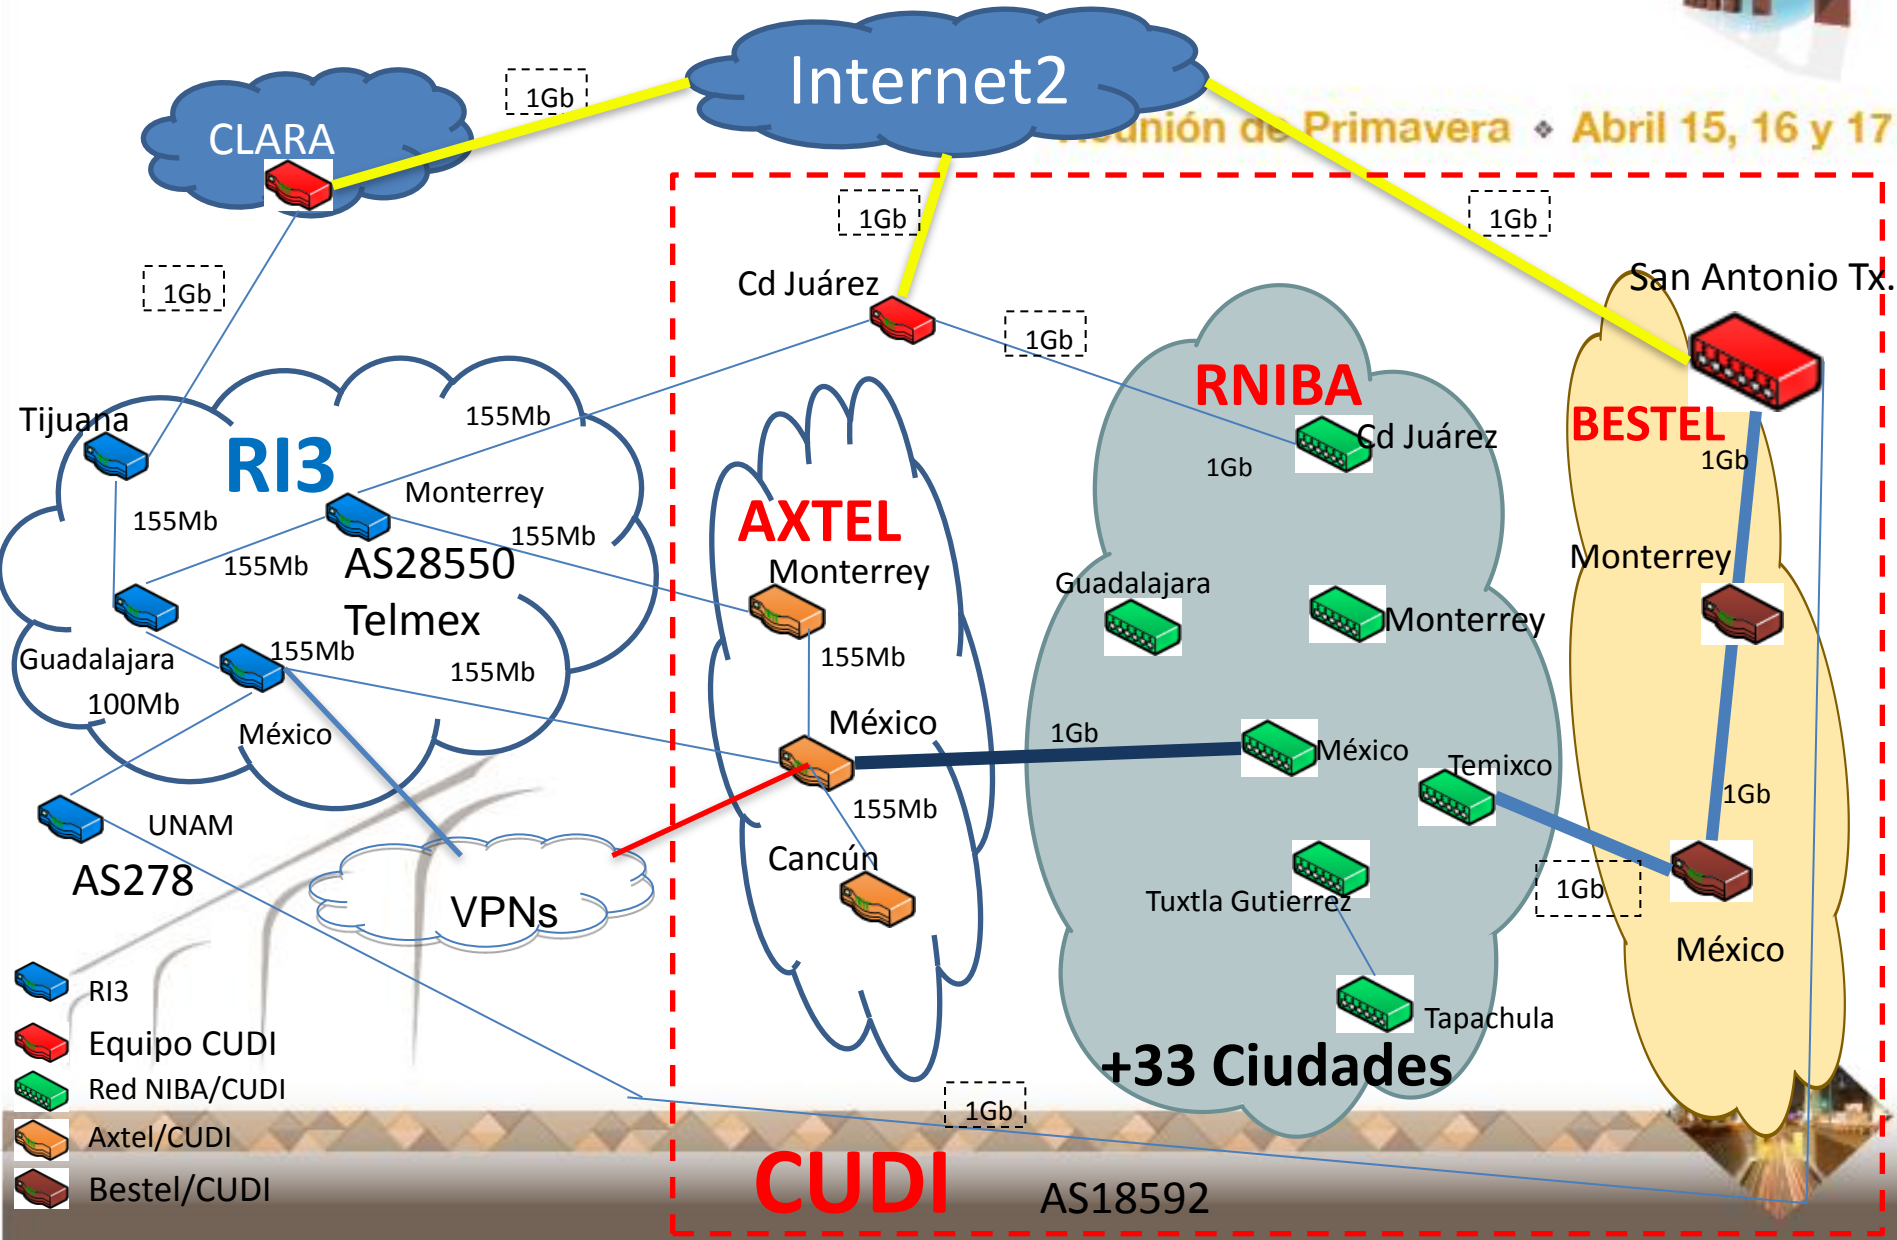 Internet2
CLARA
1Gb
de Primavera ❖ Abril 15, 16 y 17
1Gb
1Gb
1Gb
Cd Juárez
San Antonio Tx.
1Gb
RNIBA
Cd Juárez
1Gb
BESTEL
1Gb
Tijuana
RI3
155Mb
Monterrey
155Mb
155Mb
155Mb
AS28550
Telmex
AXTEL
Monterrey
Guadalajara
Monterrey
Monterrey
Guadalajara
155Mb
155Mb
155Mb
100Mb
México
México
1Gb
México
Temixco
1Gb
155Mb
UNAM
AS278
VPNs
Cancún
Tuxtla Gutierrez
1Gb
México
Tapachula
+33 Ciudades
RI3
Equipo CUDI
Red NIBA/CUDI
Axtel/CUDI
Bestel/CUDI
1Gb
CUDI
AS18592